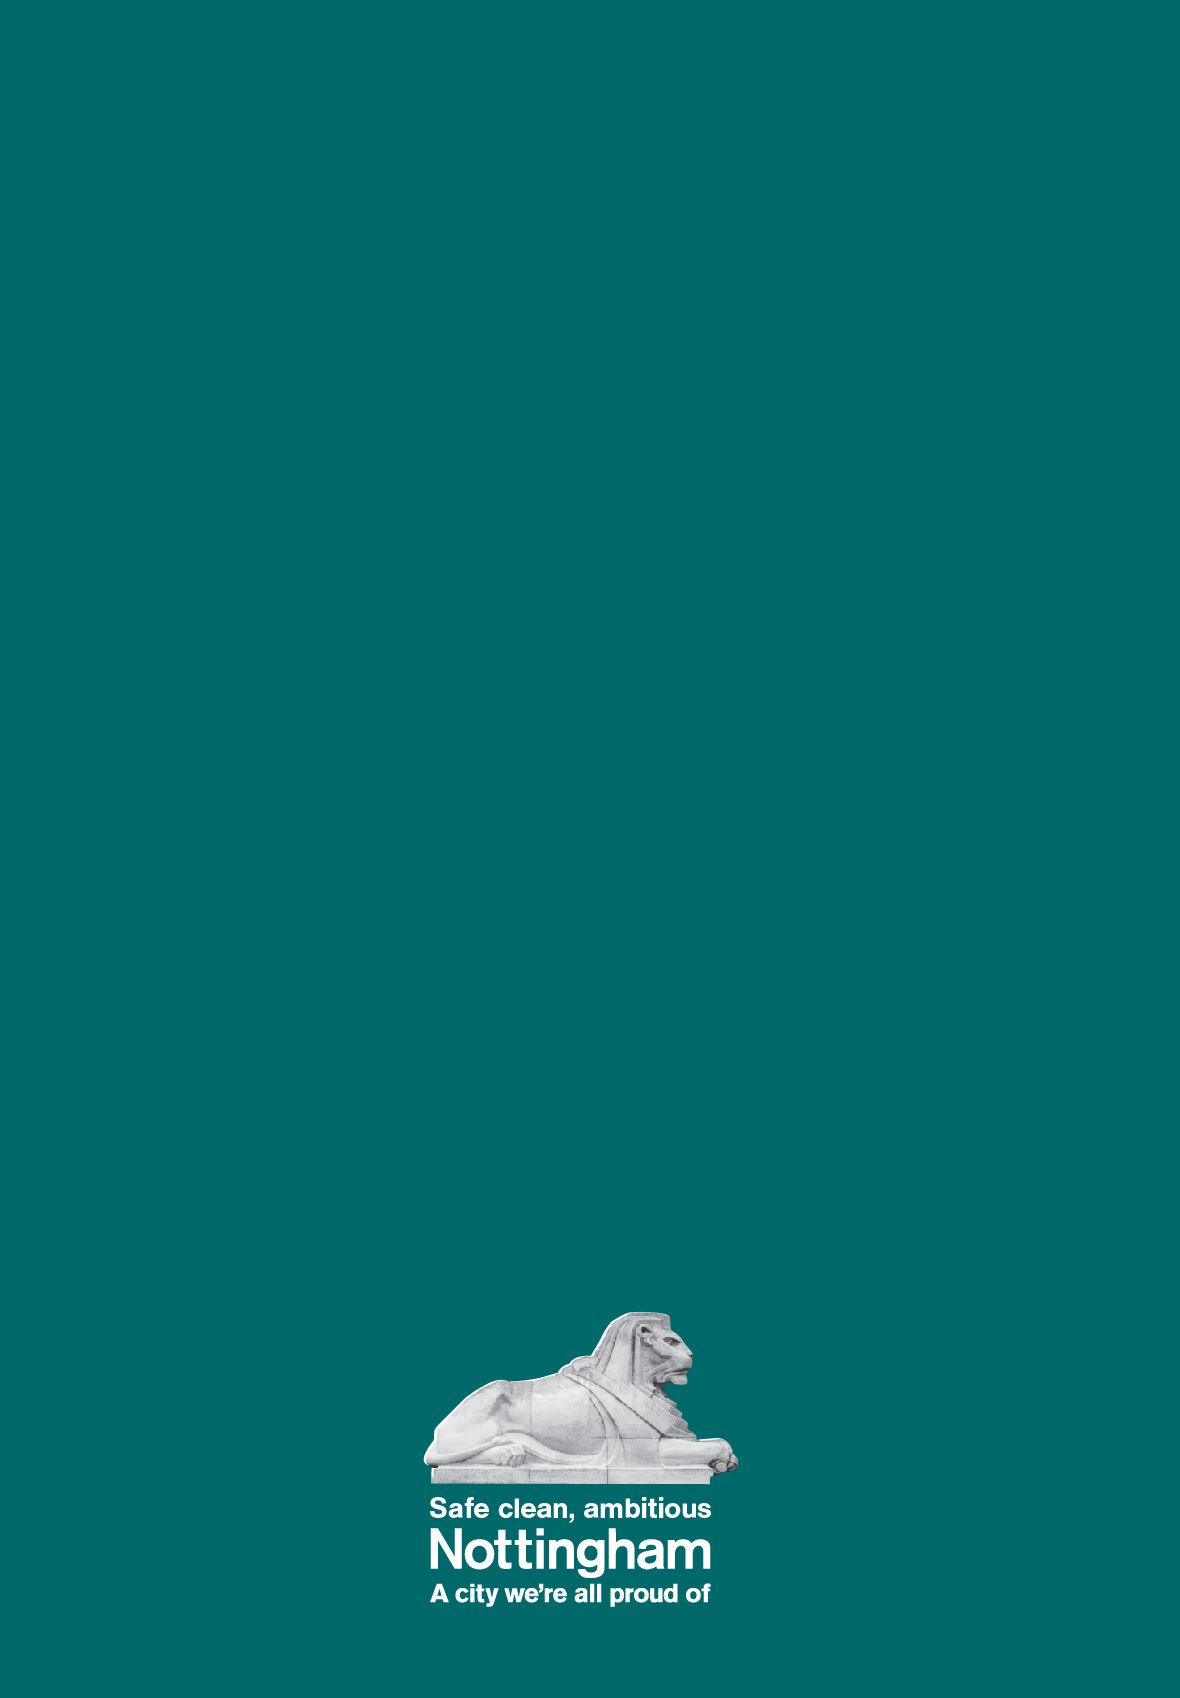 Safe clean, ambitious
Nottingham
A city we're all proud of